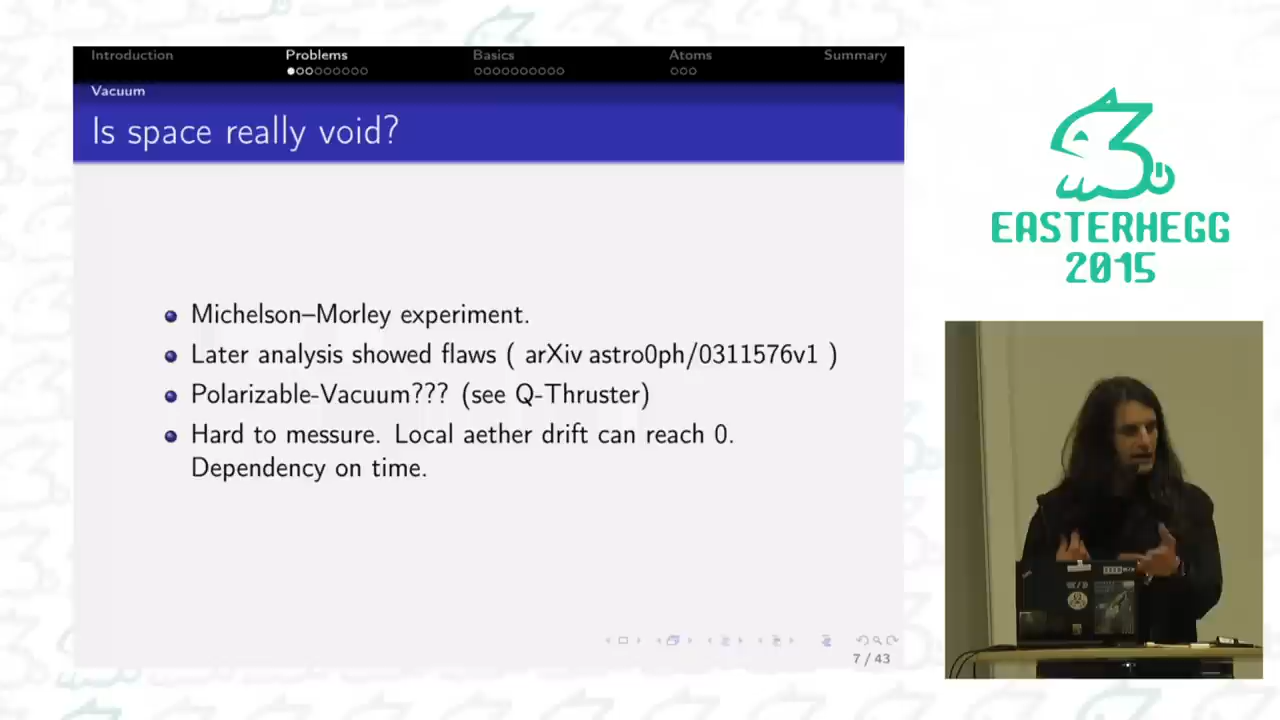 Introduction Problems Basics Atoms Summary
Vacuum
Is space really void?
Michelson–Morley experiment.
Later analysis showed flaws ( arXiv astro0ph/0311576v1 )
Polarizable-Vacuum??? (see Q-Thruster)
Hard to messure. Local aether drift can reach 0.
Dependency on time.
7 / 43
EASTERHEGG
2015